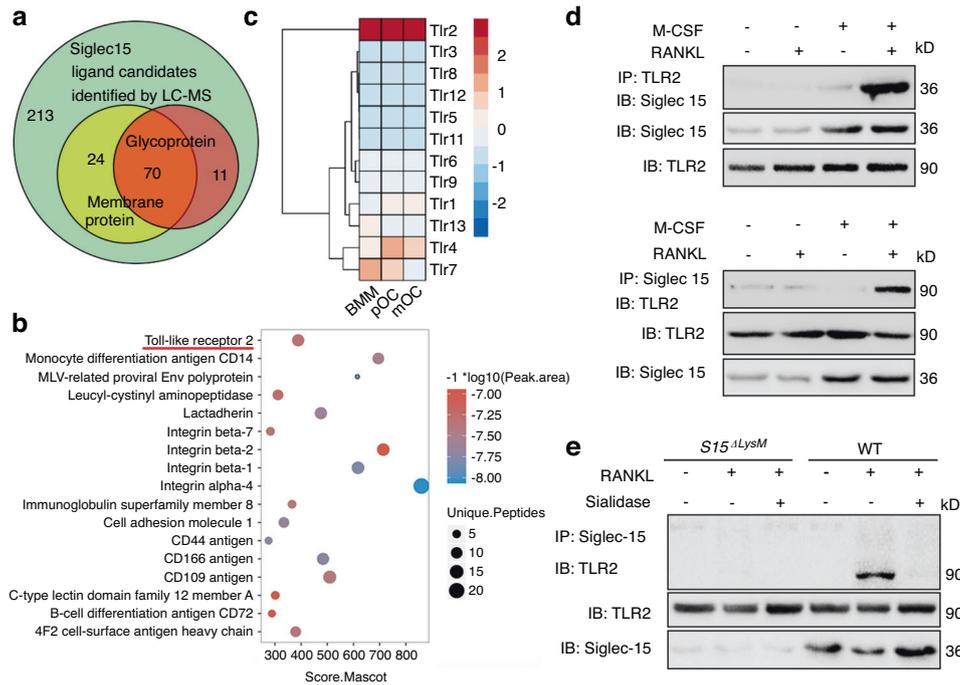 a
Siglec15
ligand candidates
identified by LC-MS
213
Glycoprotein
24
70
11
Membrane
protein
b
Toll-like receptor 2
Monocyte differentiation antigen CD14
MLV-related proviral Env polyprotein
Leucyl-cystinyl aminopeptidase
Lactadherin
Integrin beta-7
Integrin beta-2
Integrin beta-1
Integrin alpha-4
Immunoglobulin superfamily member 8
Cell adhesion molecule 1
CD44 antigen
CD166 antigen
CD109 antigen
C-type lectin domain family 12 member A
B-cell differentiation antigen CD72
4F2 cell-surface antigen heavy chain
300 400 500 600 700 800
Score.Mascot
-1 *log10(Peak.area)
-7.00
-7.25
-7.50
-7.75
-8.00
Unique.Peptides
5
10
15
20
c
Tlr2
Tlr3
Tlr8
Tlr12
Tlr5
Tlr11
Tlr6
Tlr9
Tlr1
Tlr13
Tlr4
Tlr7
BMM pOC mOC
2
1
0
-1
-2
d
M-CSF - - + +
RANKL - + - + kD
IP: TLR2
IB: Siglec 15 36
IB: Siglec 15 36
IB: TLR2 90
M-CSF - - + +
RANKL - + - + kD
IP: Siglec 15
IB: TLR2 90
IB: TLR2 90
IB: Siglec 15 36
e
S15 ΔLysM WT
RANKL - + + - + +
Sialidase - - + - - + kD
IP: Siglec-15
IB: TLR2 90
IB: TLR2 90
IB: Siglec-15 36